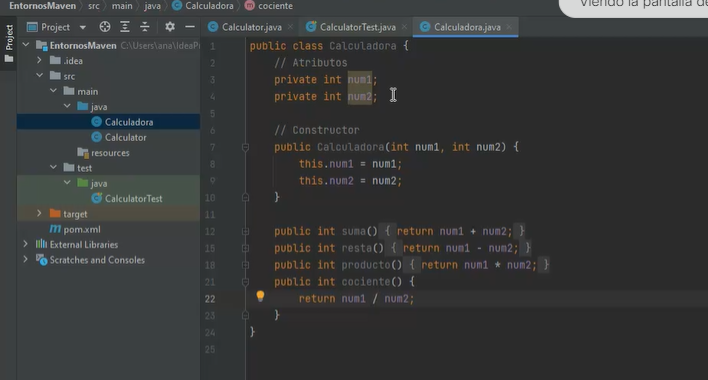 EntornosMaven > src > main > java > Calculadora > cociente
Viendo la pantalla de
Project
Project
Calculator.java
CalculatorTest.java
Calculadora.java
EntornosMaven C:\Users\ana\IdeaPr
.idea
src
main
java
Calculadora
Calculator
resources
test
java
CalculatorTest
target
pom.xml
External Libraries
Scratches and Consoles
1 public class Calculadora {
2 // Atributos
3 private int num1;
4 private int num2;
5
6 // Constructor
7 public Calculadora(int num1, int num2) {
8 this.num1 = num1;
9 this.num2 = num2;
10 }
11
12 public int suma() { return num1 + num2; }
15 public int resta() { return num1 - num2; }
18 public int producto() { return num1 * num2; }
21 public int cociente() {
22 return num1 / num2;
23 }
24 }
25